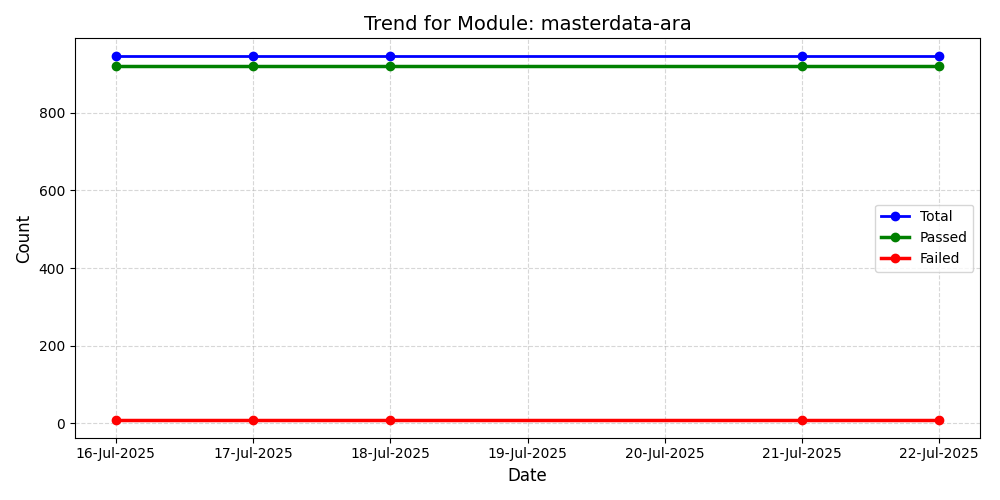 Trend for Module: masterdata-ara
Count
800
600
400
200
0
Total
Passed
Failed
16-Jul-2025 17-Jul-2025 18-Jul-2025 19-Jul-2025 20-Jul-2025 21-Jul-2025 22-Jul-2025
Date